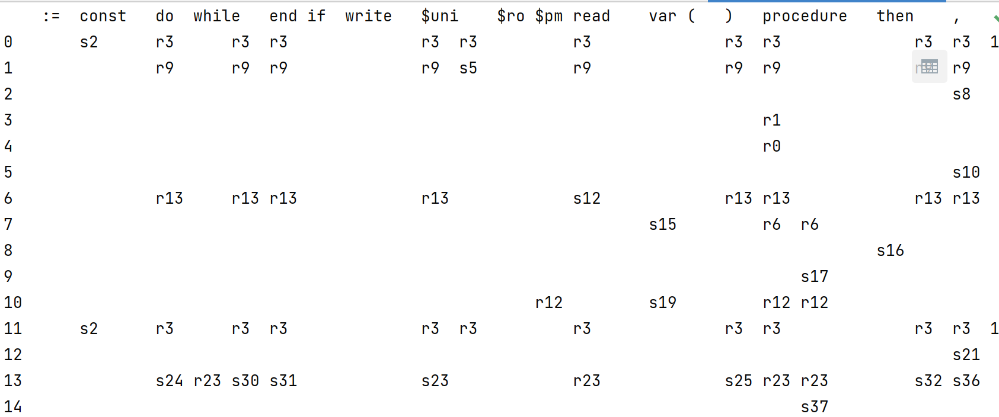 := const do while end if write $uni $ro $pm read var ( ) procedure then ,
0 s2 r3 r3 r3 r3 r3 r3 r3 r3 r3 r3 1
1 r9 r9 r9 r9 s5 r9 r9 r9 r9
2 s8
3 r1
4 r0
5 s10
6 r13 r13 r13 r13 s12 r13 r13 r13 r13
7 s15 r6 r6
8 s16
9 s17
10 r12 s19 r12 r12
11 s2 r3 r3 r3 r3 r3 r3 r3 r3 r3 r3 1
12 s21
13 s24 r23 s30 s31 s23 r23 s25 r23 r23 s32 s36
14 s37